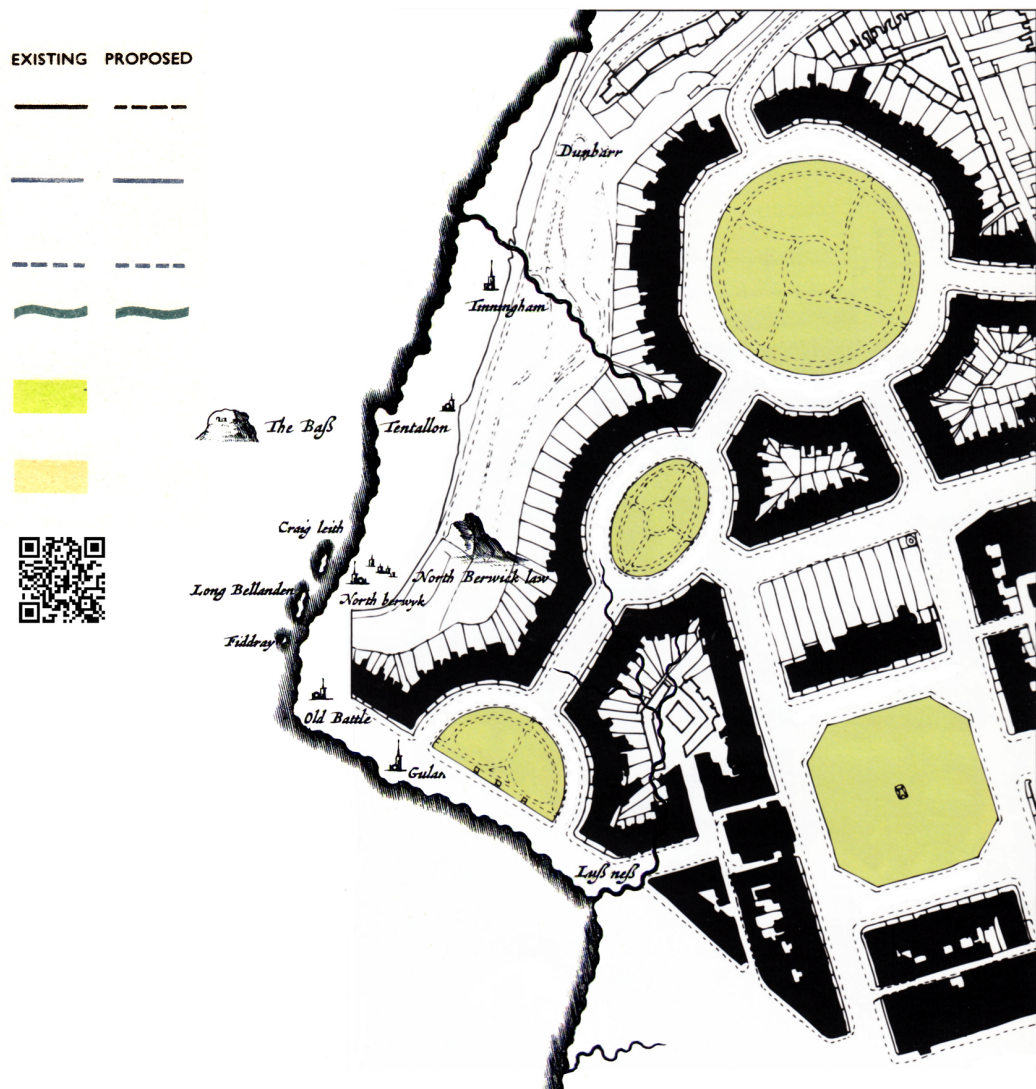 EXISTING PROPOSED
Dunbarr
Tinningham
The Baſs
Tentallon
Craig leith
North Berwick law
Long Bellanden
North berwyk
Fiddray
Old Battle
Gulan
Luſs neſs